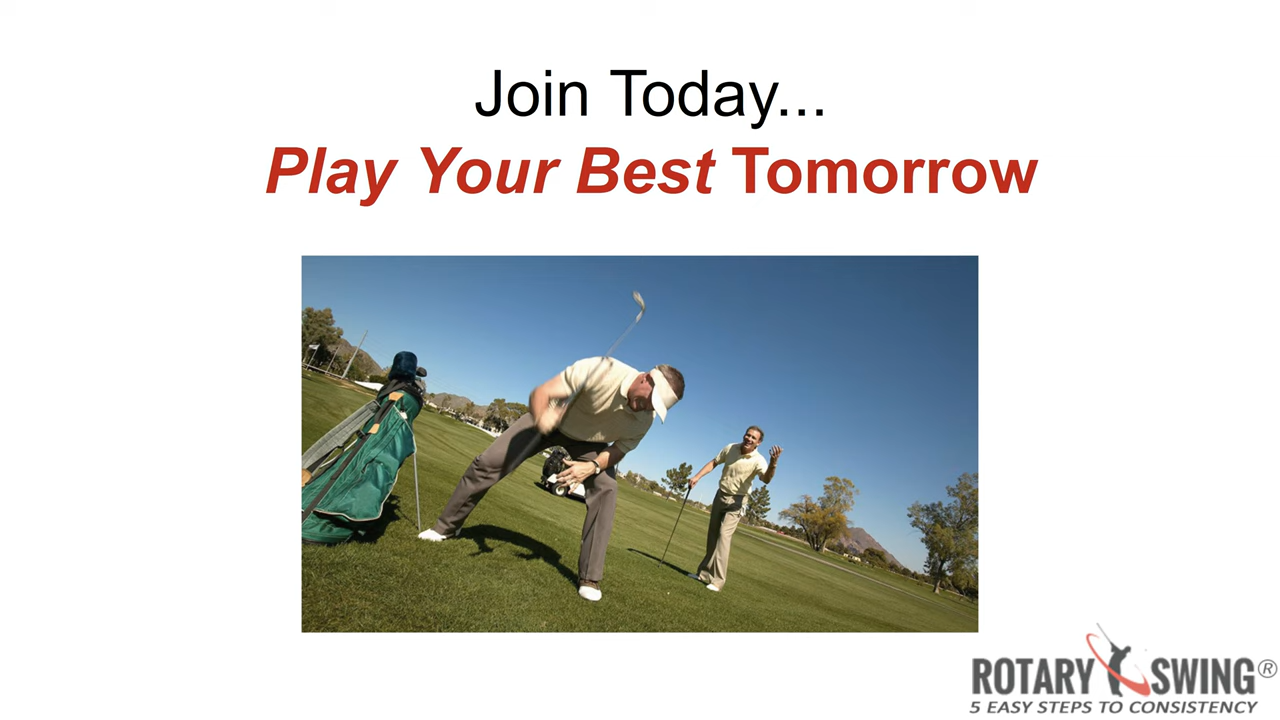 Join Today...
Play Your Best Tomorrow
ROTARY SWING®
5 EASY STEPS TO CONSISTENCY